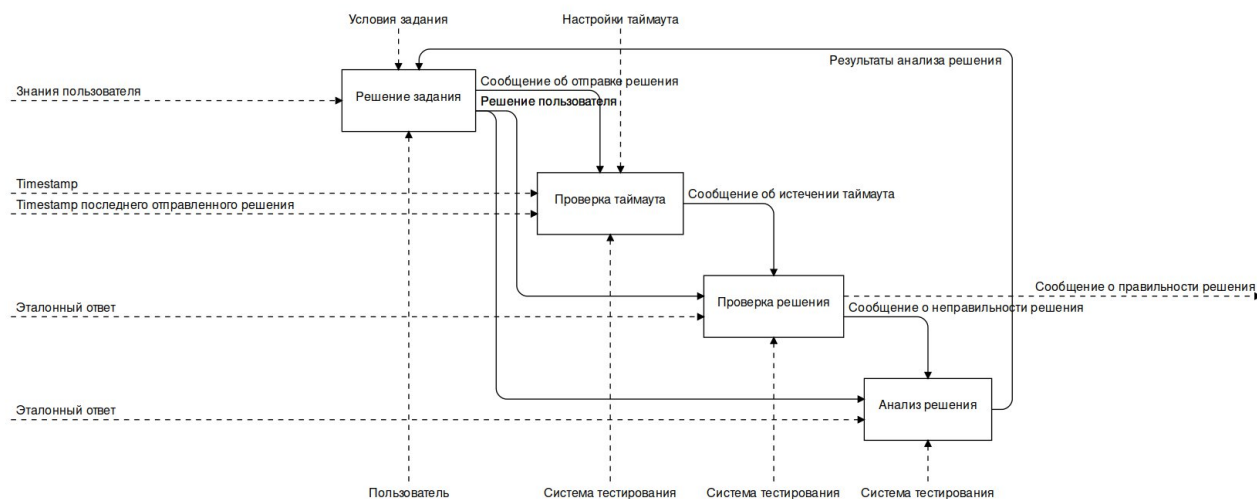 Условия задания
Настройки таймаута
Результаты анализа решения
Сообщение об отправке решения
Знания пользователя
Решение задания
Решение пользователя
Timestamp
Timestamp последнего отправленного решения
Проверка таймаута
Сообщение об истечении таймаута
Сообщение о правильности решения
Эталонный ответ
Проверка решения
Сообщение о неправильности решения
Эталонный ответ
Анализ решения
Пользователь
Система тестирования
Система тестирования
Система тестирования